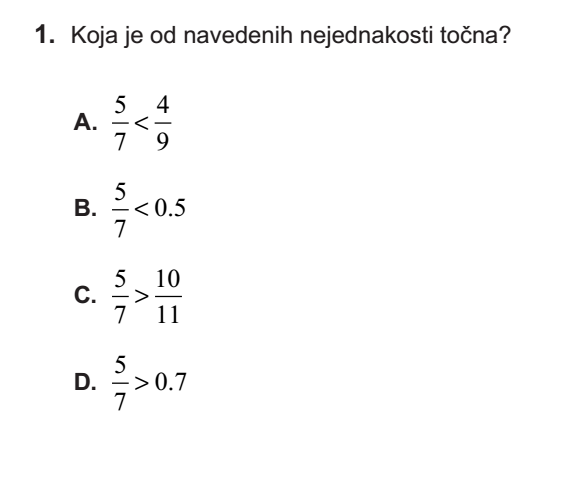 1. Koja je od navedenih nejednakosti točna?
A. 5/7 < 4/9
B. 5/7 < 0.5
C. 5/7 > 10/11
D. 5/7 > 0.7